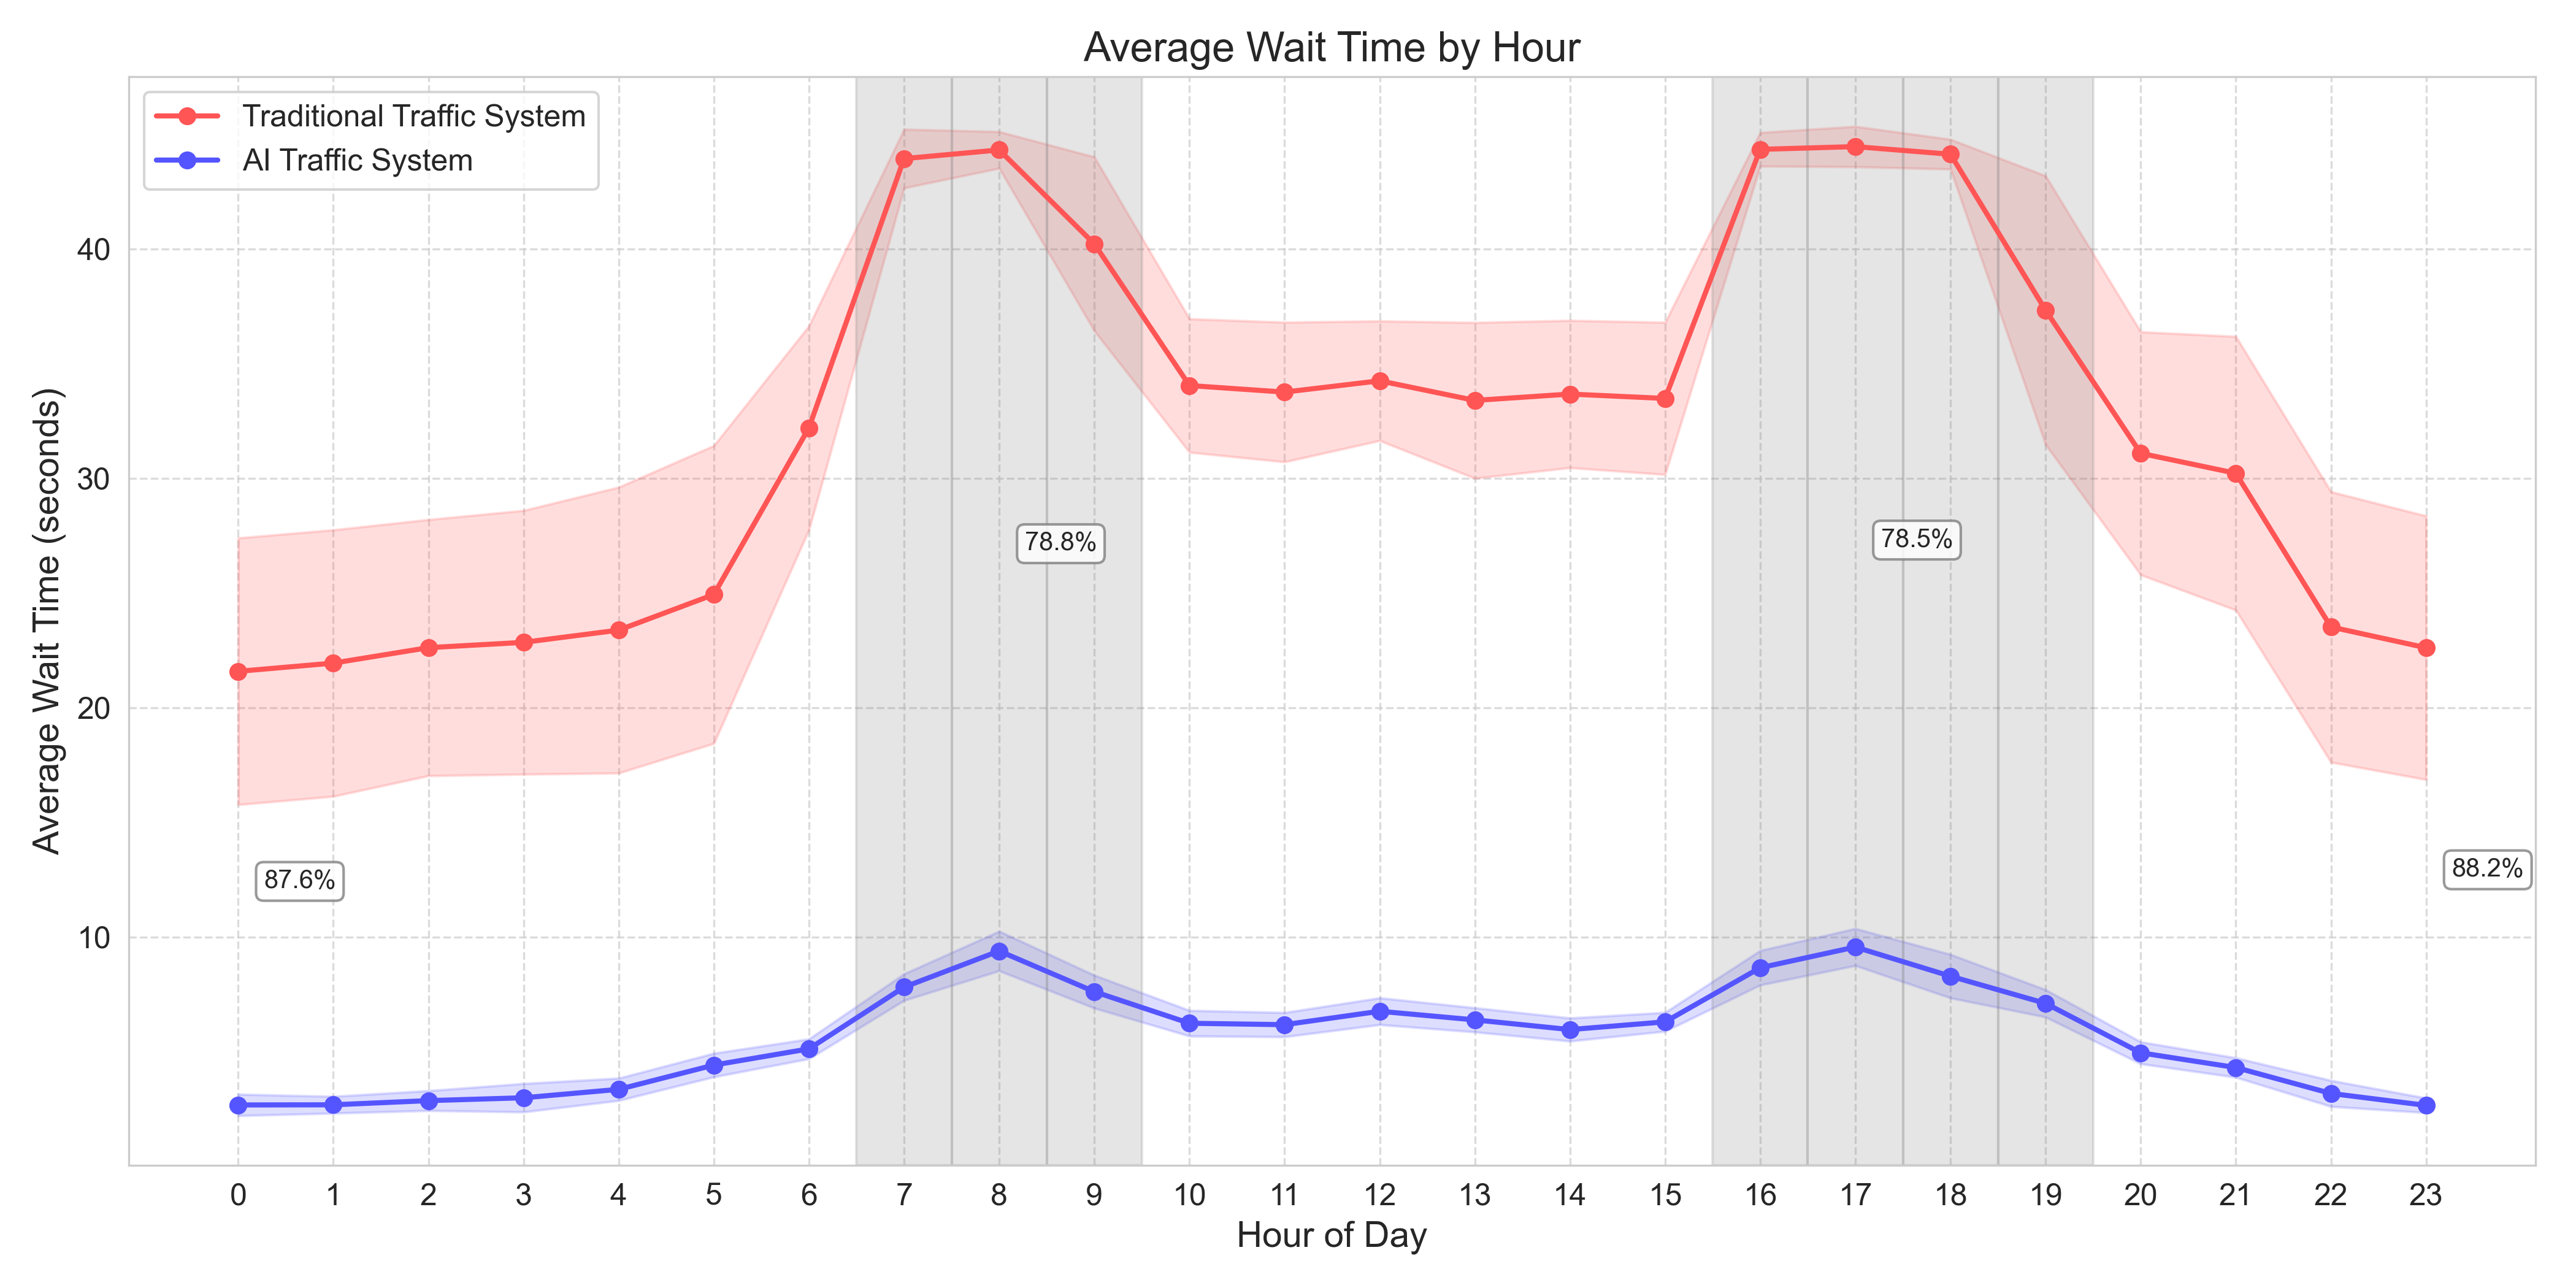 Average Wait Time by Hour
Traditional Traffic System
AI Traffic System
Average Wait Time (seconds)
40
30
20
10
78.8%
78.5%
87.6%
88.2%
0 1 2 3 4 5 6 7 8 9 10 11 12 13 14 15 16 17 18 19 20 21 22 23
Hour of Day